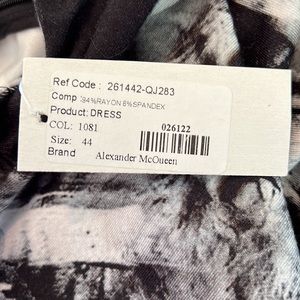 Ref Code : 261442-QJ283
Comp :94%RAYON 6%SPANDEX
Product: DRESS
COL: 1081
026122
Size: 44
Brand Alexander McQueen